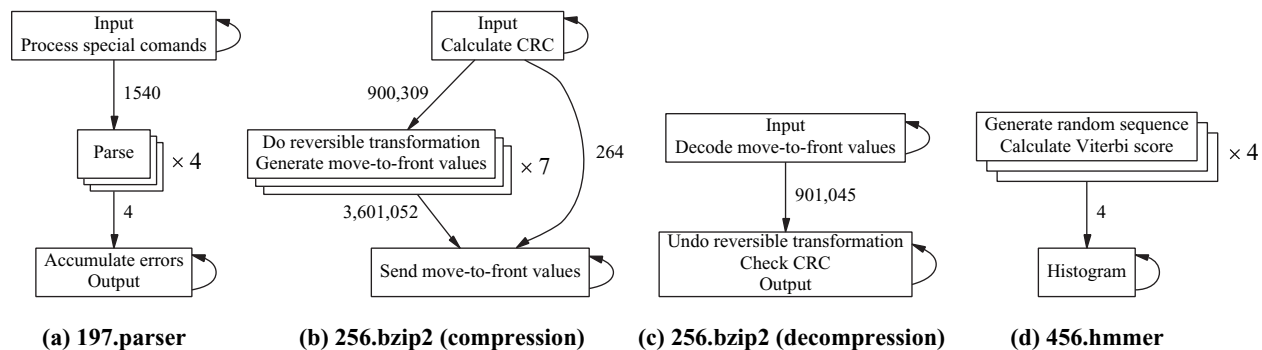 Input
Process special comands
1540
Parse
× 4
4
Accumulate errors
Output
(a) 197.parser
Input
Calculate CRC
900,309
264
Do reversible transformation
Generate move-to-front values
× 7
3,601,052
Send move-to-front values
(b) 256.bzip2 (compression)
Input
Decode move-to-front values
901,045
Undo reversible transformation
Check CRC
Output
(c) 256.bzip2 (decompression)
Generate random sequence
Calculate Viterbi score
× 4
4
Histogram
(d) 456.hmmer